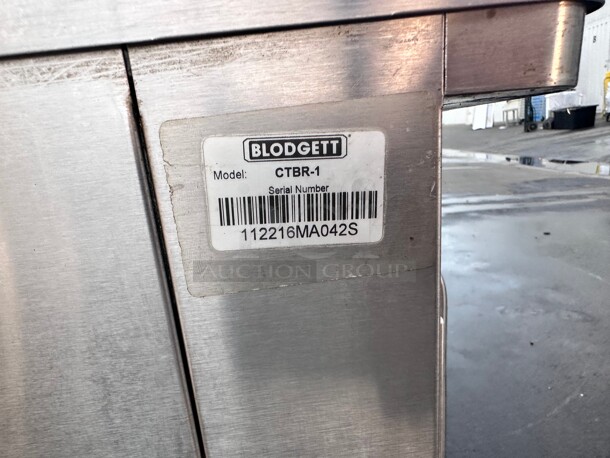 BLODGETT
Model: CTBR-1
Serial Number
112216MA042S
AUCTION GROUP